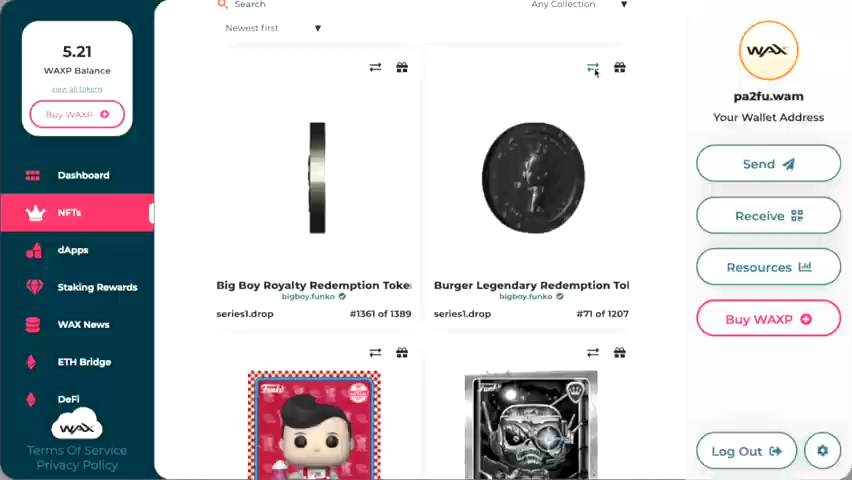 5.21
WAXP Balance
view all tokens
Buy WAXP
Dashboard
NFTs
dApps
Staking Rewards
WAX News
ETH Bridge
DeFi
WAX
Terms Of Service
Privacy Policy
Search
Any Collection
Newest first
Big Boy Royalty Redemption Toke
bigboy.funko
series1.drop
#1361 of 1389
Burger Legendary Redemption Tol
bigboy.funko
series1.drop
#71 of 1207
Funko
Funko
WAX
pa2fu.wam
Your Wallet Address
Send
Receive
Resources
Buy WAXP
Log Out